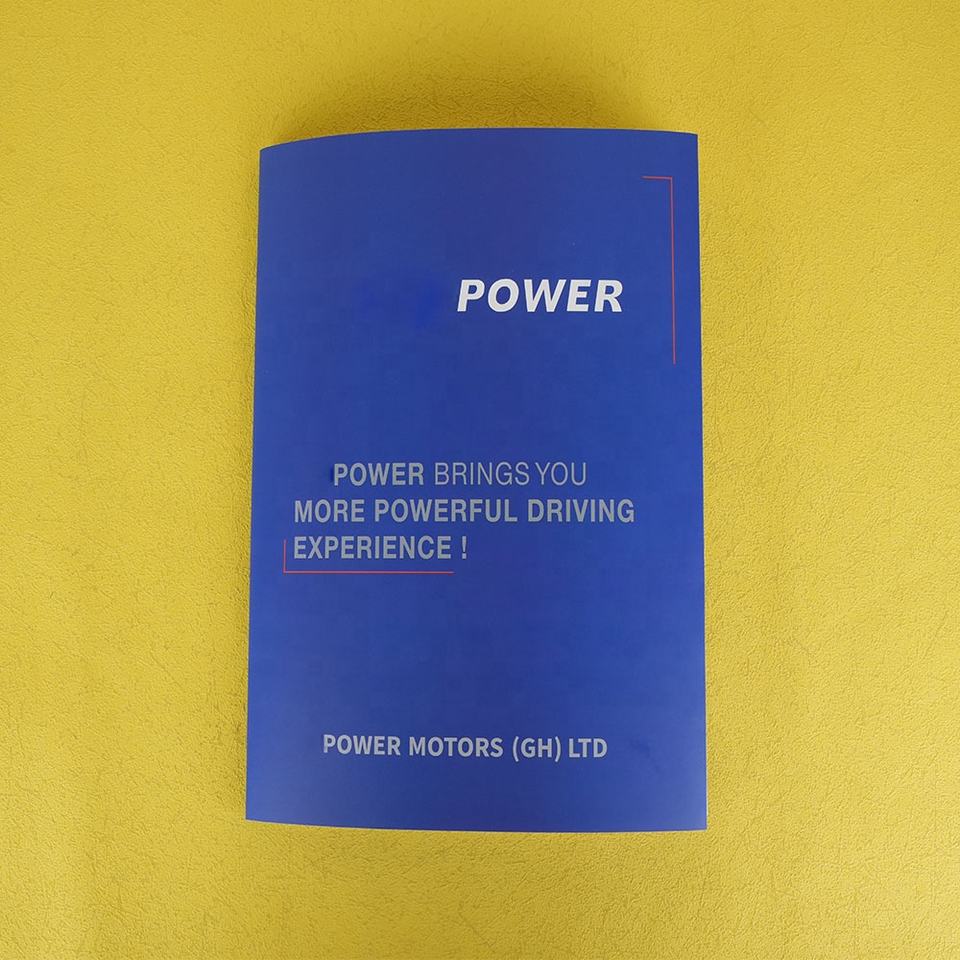 POWER
POWER BRINGS YOU
MORE POWERFUL DRIVING
EXPERIENCE !
POWER MOTORS (GH) LTD